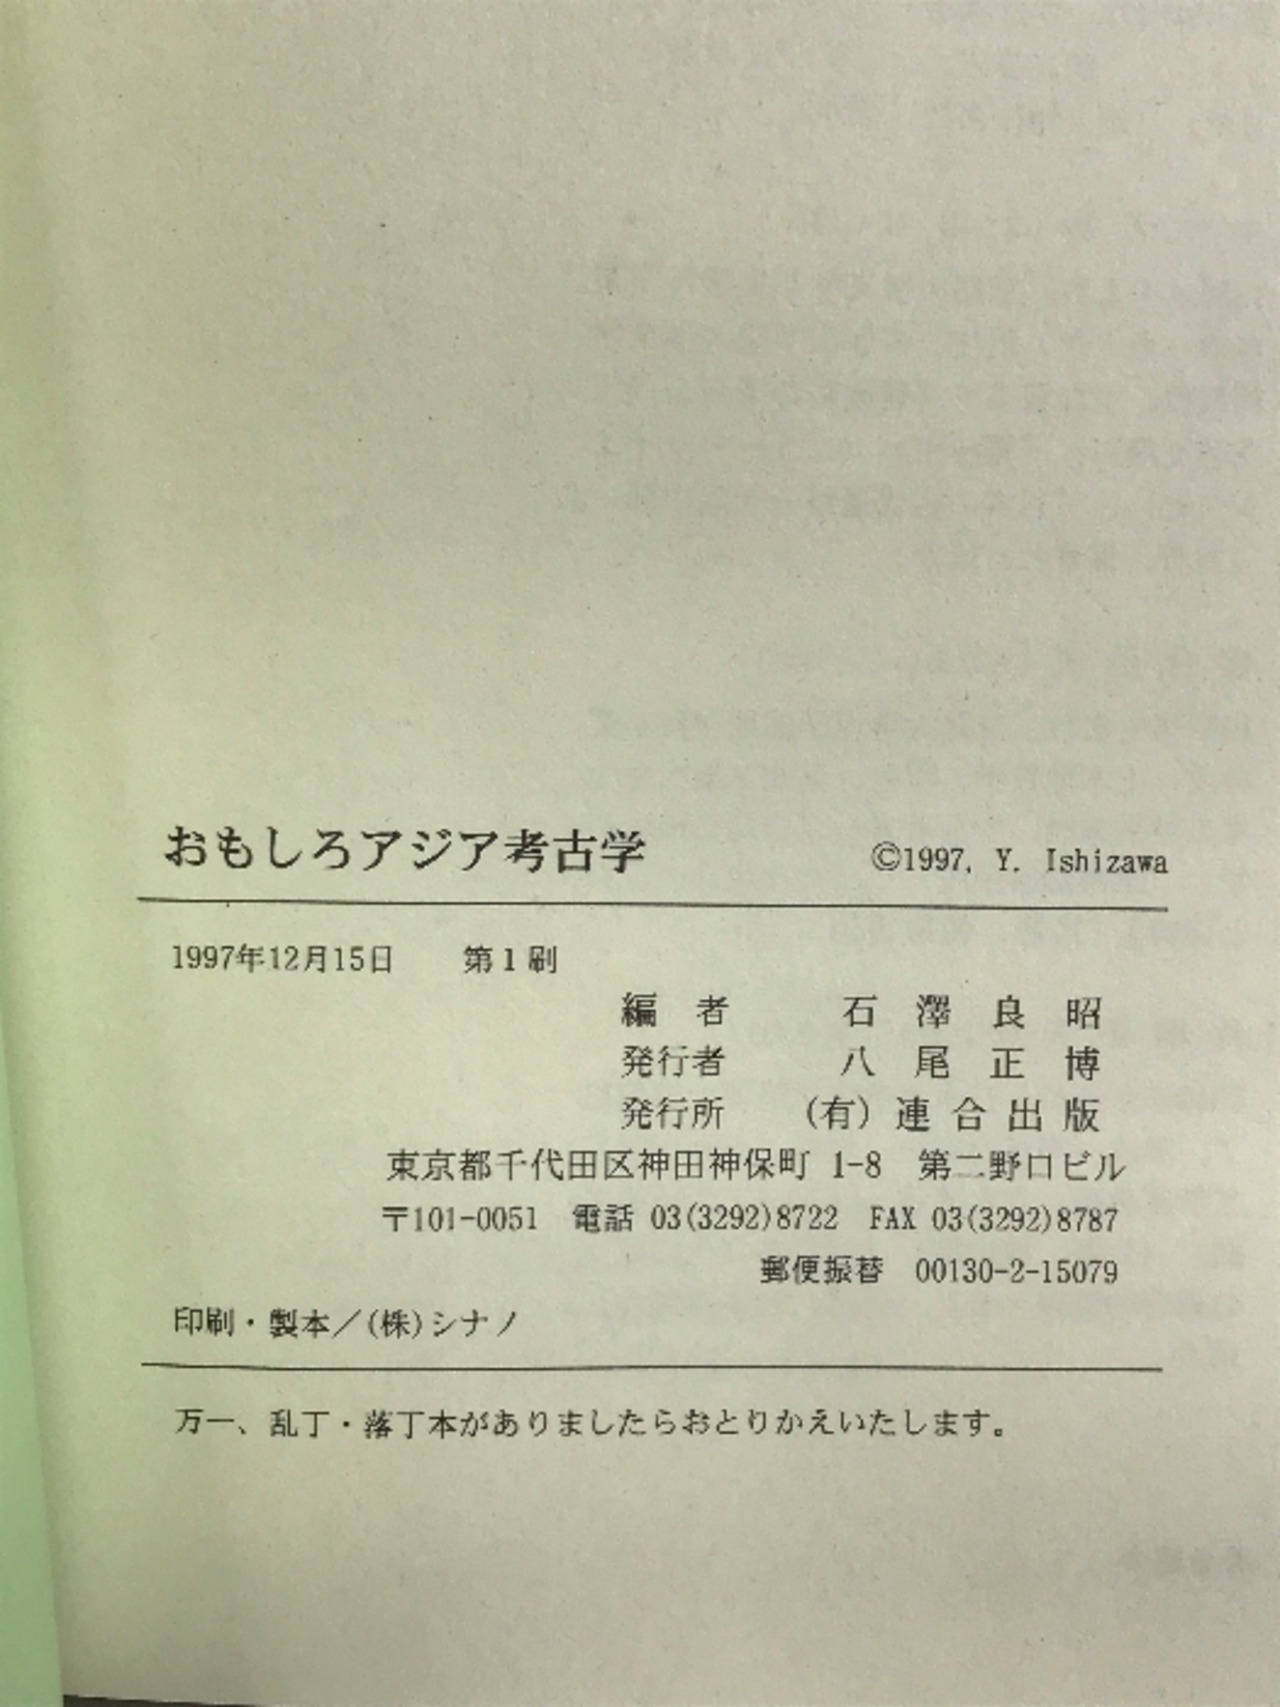 おもしろアジア考古学 ©1997, Y. Ishizawa
1997年12月15日 第1刷
編者 石澤良昭
発行者 八尾正博
発行所 (有)連合出版
東京都千代田区神田神保町 1-8 第二野口ビル
〒101-0051 電話 03(3292)8722 FAX 03(3292)8787
郵便振替 00130-2-15079
印刷・製本／(株)シナノ
万一、乱丁・落丁本がありましたらおとりかえいたします。